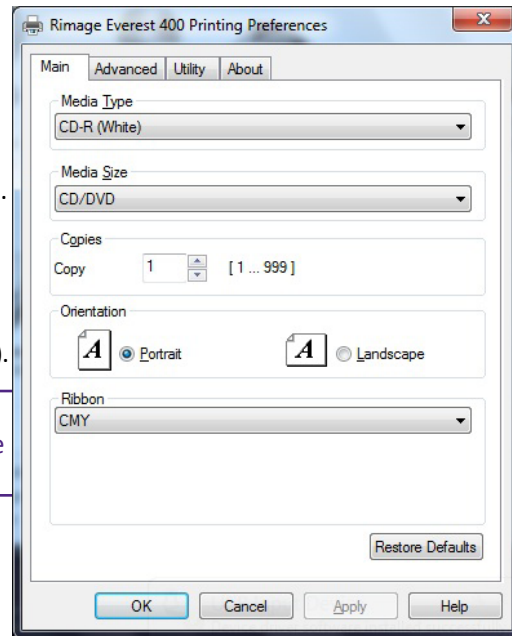 Rimage Everest 400 Printing Preferences
Main Advanced Utility About
Media Type
CD-R (White)
Media Size
CD/DVD
Copies
Copy 1 [ 1 ... 999 ]
Orientation
A Portrait A Landscape
Ribbon
CMY
Restore Defaults
OK Cancel Apply Help